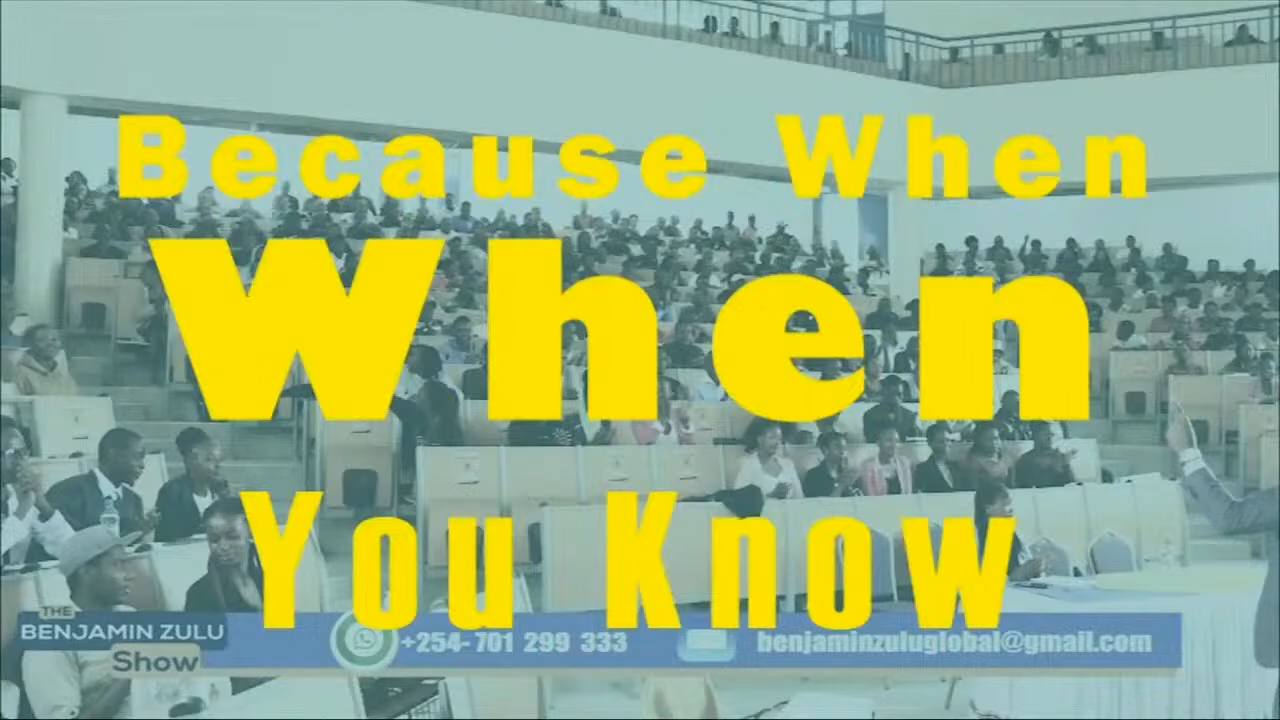 Because When
When
You Know
THE
BENJAMIN ZULU
Show
+254- 701 299 333
benjaminzuluglobal@gmail.com